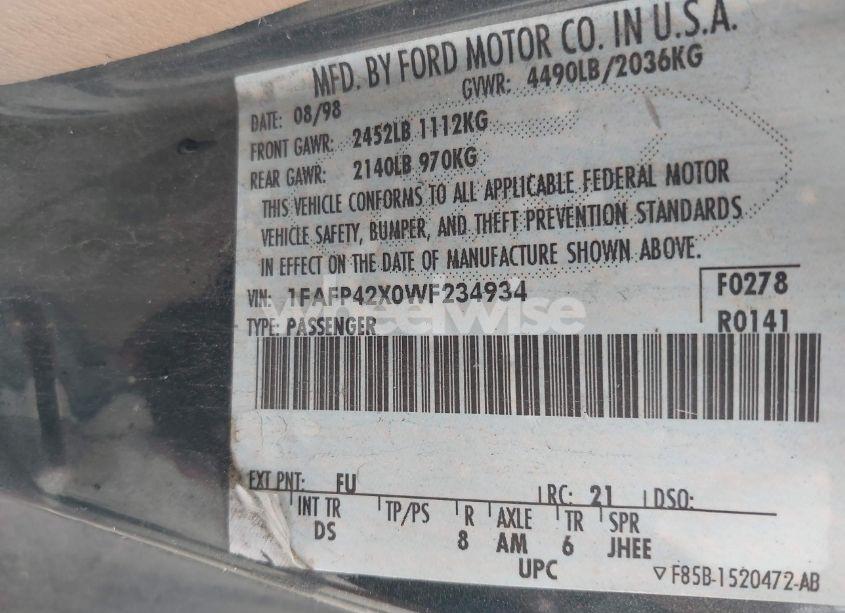 MFD. BY FORD MOTOR CO. IN U.S.A.
DATE: 08/98 GVWR: 4490LB/2036KG
FRONT GAWR: 2452LB 1112KG
REAR GAWR: 2140LB 970KG
THIS VEHICLE CONFORMS TO ALL APPLICABLE FEDERAL MOTOR
VEHICLE SAFETY, BUMPER, AND THEFT PREVENTION STANDARDS
IN EFFECT ON THE DATE OF MANUFACTURE SHOWN ABOVE.
VIN: 1FAFP42X0WF234934 F0278
TYPE: PASSENGER R0141
wheelwise
EXT PNT: FU RC: 21 DSO:
INT TR TP/PS R AXLE TR SPR
DS 8 AM 6 JHEE
UPC ▽ F85B-1520472-AB